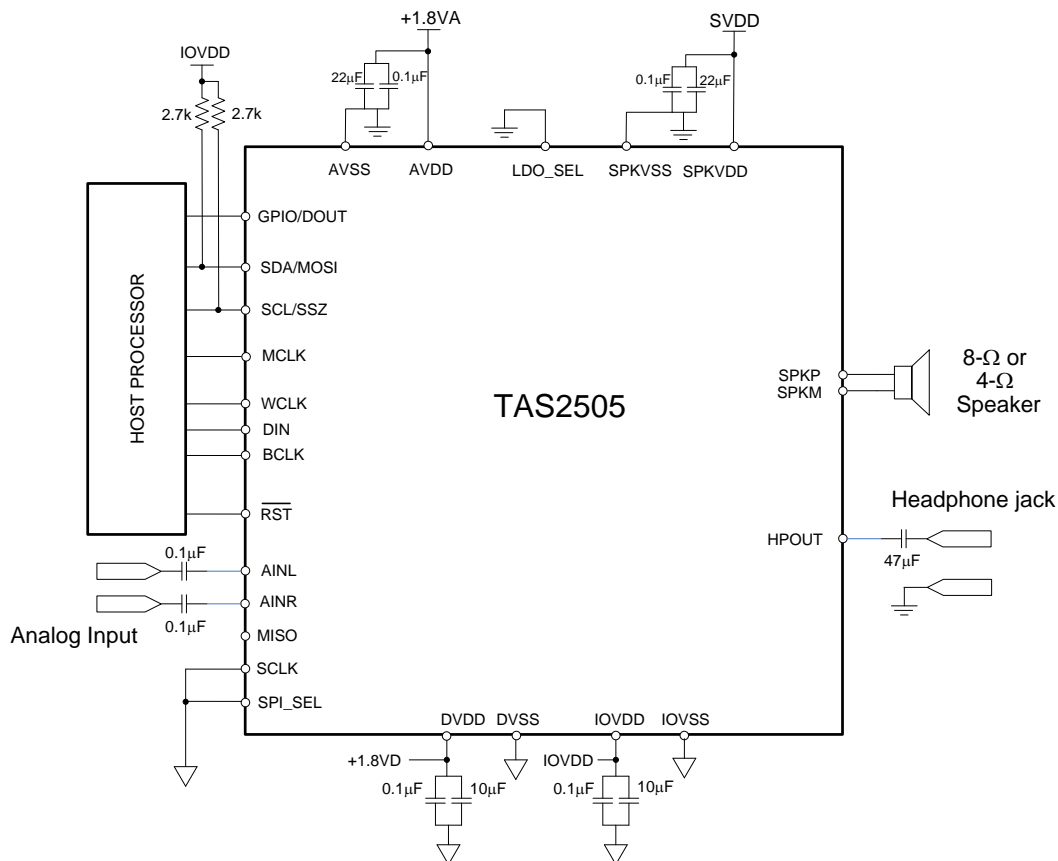 +1.8VA
SVDD
IOVDD
22μF
0.1μF
0.1μF
22μF
2.7k
2.7k
AVSS
AVDD
LDO_SEL
SPKVSS
SPKVDD
HOST PROCESSOR
GPIO/DOUT
SDA/MOSI
SCL/SSZ
MCLK
WCLK
DIN
BCLK
RST
TAS2505
SPKP
SPKM
8-Ω or
4-Ω
Speaker
Headphone jack
HPOUT
47μF
0.1μF
AINL
AINR
0.1μF
Analog Input
MISO
SCLK
SPI_SEL
DVDD
DVSS
IOVDD
IOVSS
+1.8VD
IOVDD
0.1μF
10μF
0.1μF
10μF